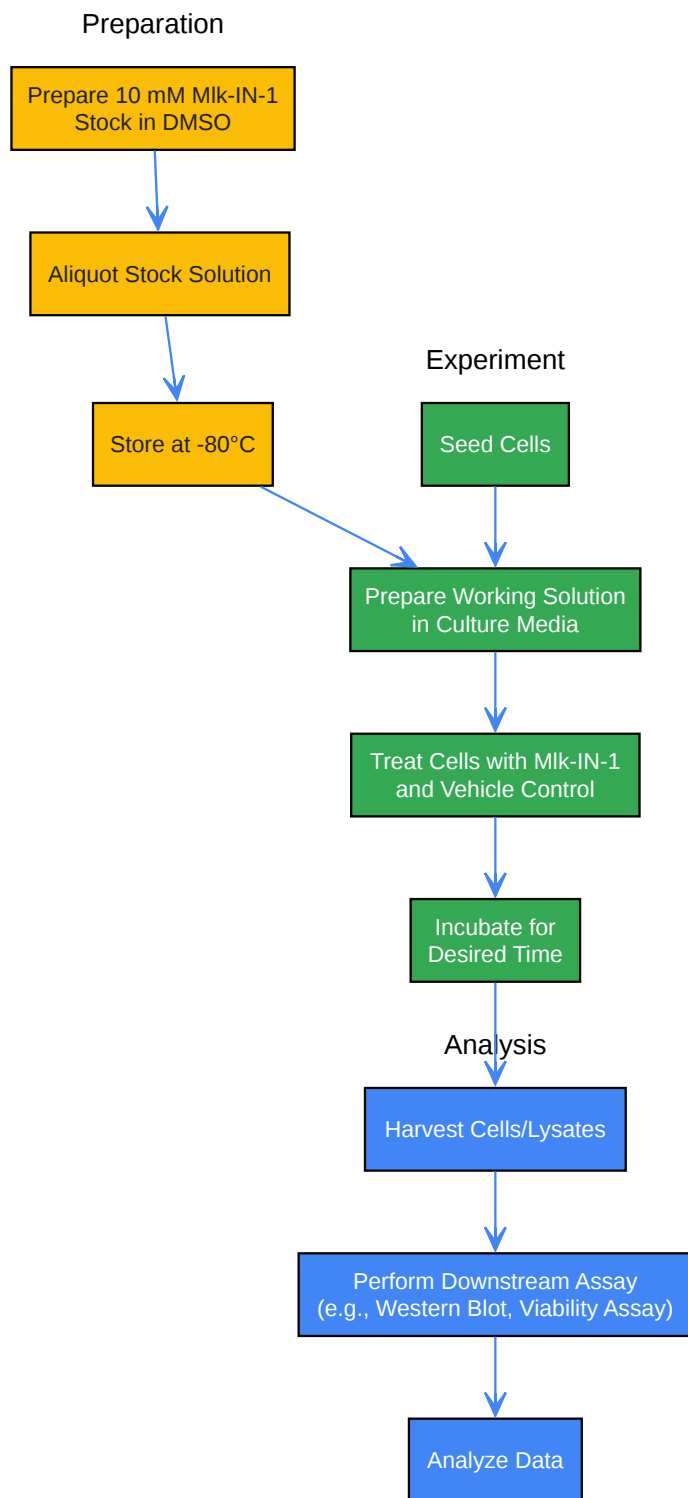 Preparation
Prepare 10 mM Mlk-IN-1
Stock in DMSO
Aliquot Stock Solution
Store at -80°C
Experiment
Seed Cells
Prepare Working Solution
in Culture Media
Treat Cells with Mlk-IN-1
and Vehicle Control
Incubate for
Desired Time
Analysis
Harvest Cells/Lysates
Perform Downstream Assay
(e.g., Western Blot, Viability Assay)
Analyze Data